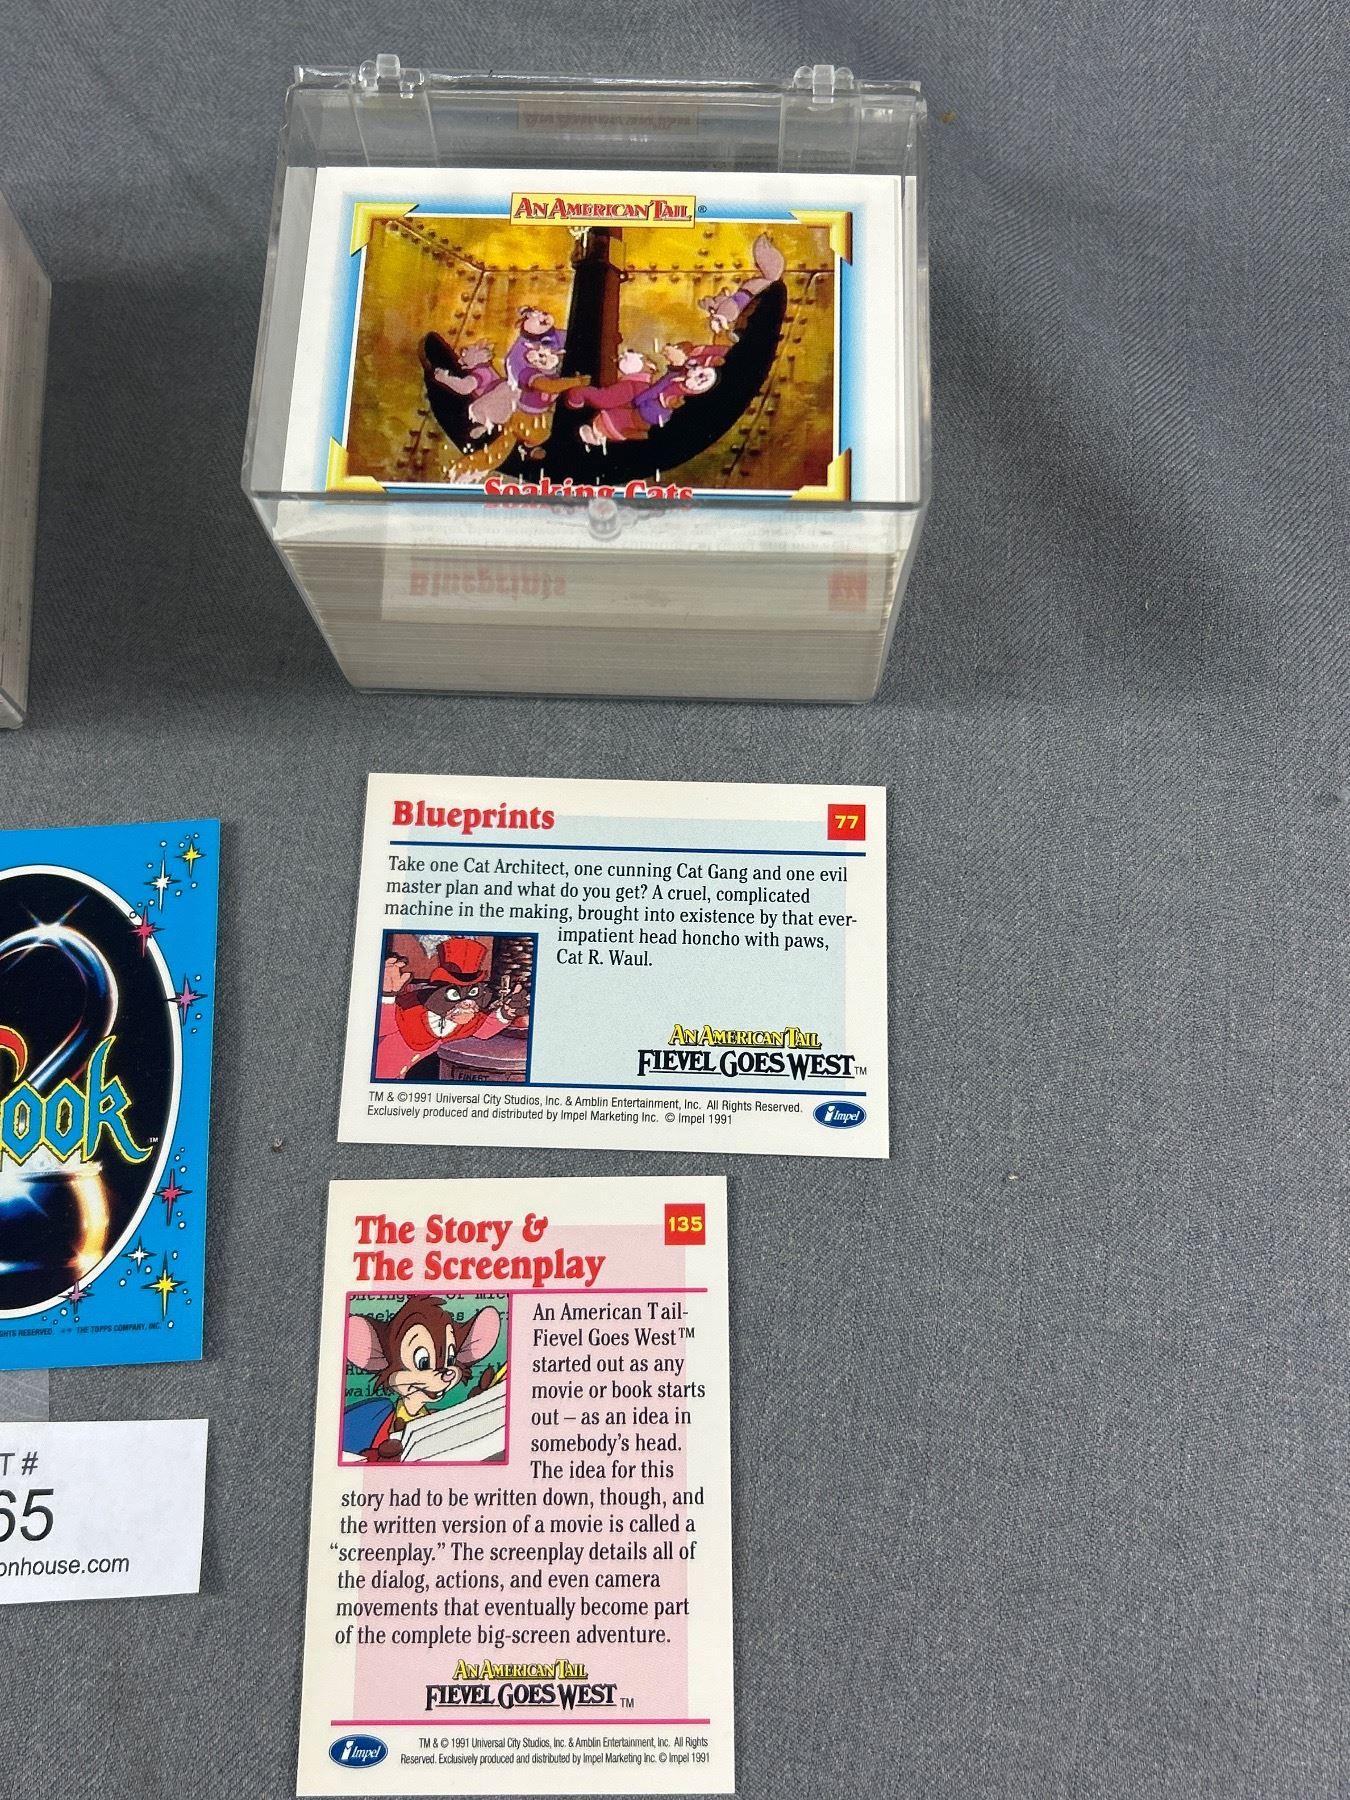 AN AMERICAN TAIL®
Soaking Cats
Blueprints
77
Blueprints
77
Take one Cat Architect, one cunning Cat Gang and one evil
master plan and what do you get? A cruel, complicated
machine in the making, brought into existence by that ever-
impatient head honcho with paws,
Cat R. Waul.
AN AMERICAN TAIL
FIEVEL GOES WEST™
TM & ©1991 Universal City Studios, Inc. & Amblin Entertainment, Inc. All Rights Reserved.
Exclusively produced and distributed by Impel Marketing Inc. © Impel 1991
Impel
ook™
THE TOPPS COMPANY, INC.
T #
65
onhouse.com
The Story &
The Screenplay
135
An American Tail-
Fievel Goes West™
started out as any
movie or book starts
out – as an idea in
somebody's head.
The idea for this
story had to be written down, though, and
the written version of a movie is called a
“screenplay.” The screenplay details all of
the dialog, actions, and even camera
movements that eventually become part
of the complete big-screen adventure.
AN AMERICAN TAIL
FIEVEL GOES WEST™
Impel
TM & © 1991 Universal City Studios, Inc. & Amblin Entertainment, Inc. All Rights
Reserved. Exclusively produced and distributed by Impel Marketing Inc. © Impel 1991